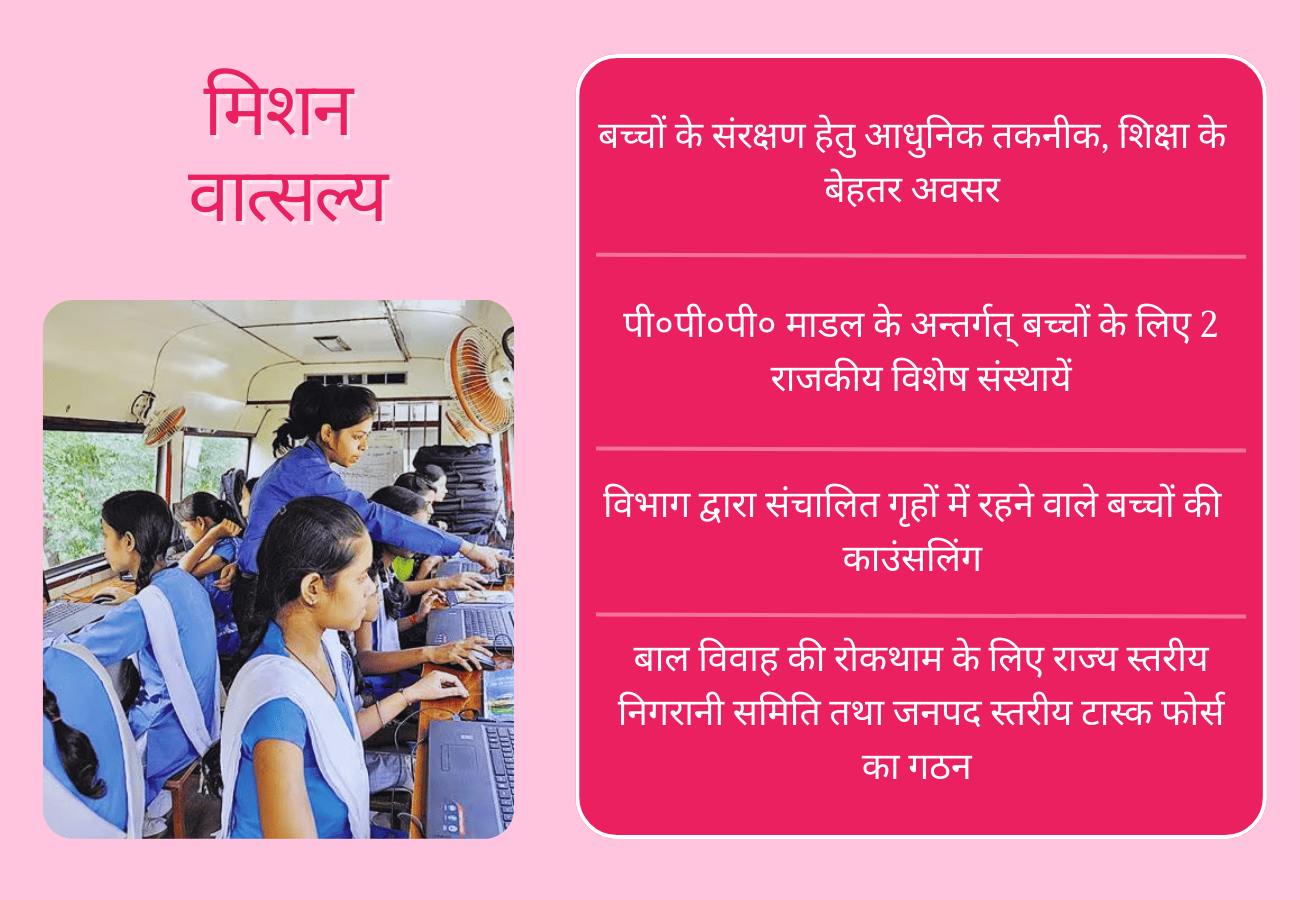 मिशन
वात्सल्य
बच्चों के संरक्षण हेतु आधुनिक तकनीक, शिक्षा के
बेहतर अवसर
पी०पी०पी० माडल के अन्तर्गत् बच्चों के लिए 2
राजकीय विशेष संस्थायें
विभाग द्वारा संचालित गृहों में रहने वाले बच्चों की
काउंसलिंग
बाल विवाह की रोकथाम के लिए राज्य स्तरीय
निगरानी समिति तथा जनपद स्तरीय टास्क फोर्स
का गठन